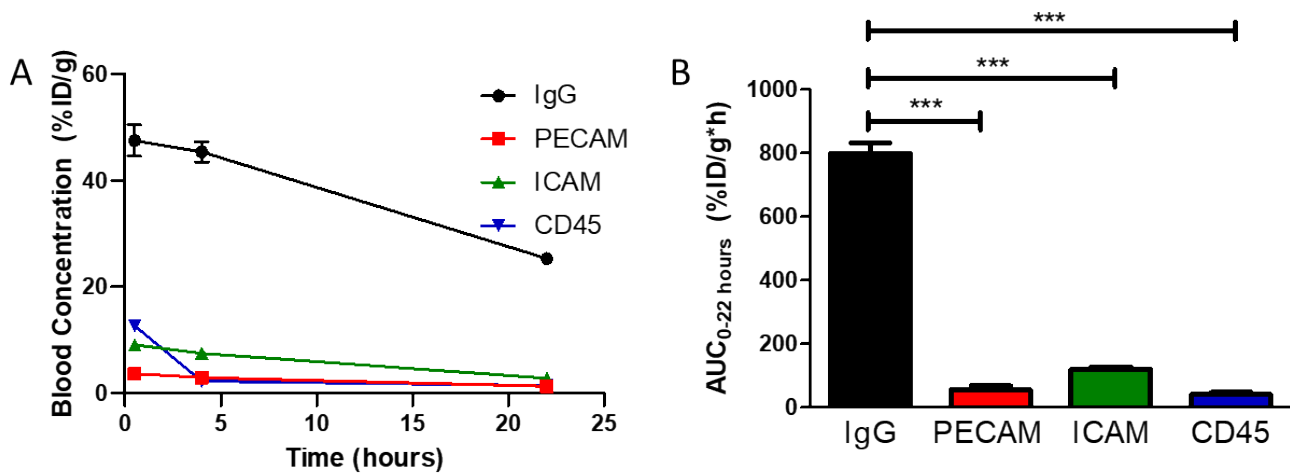 A
Blood Concentration (%ID/g)
60
40
20
0
0
5
10
15
20
25
Time (hours)
IgG
PECAM
ICAM
CD45
B
AUC0-22 hours (%ID/g*h)
1000
800
600
400
200
0
***
***
***
IgG
PECAM
ICAM
CD45